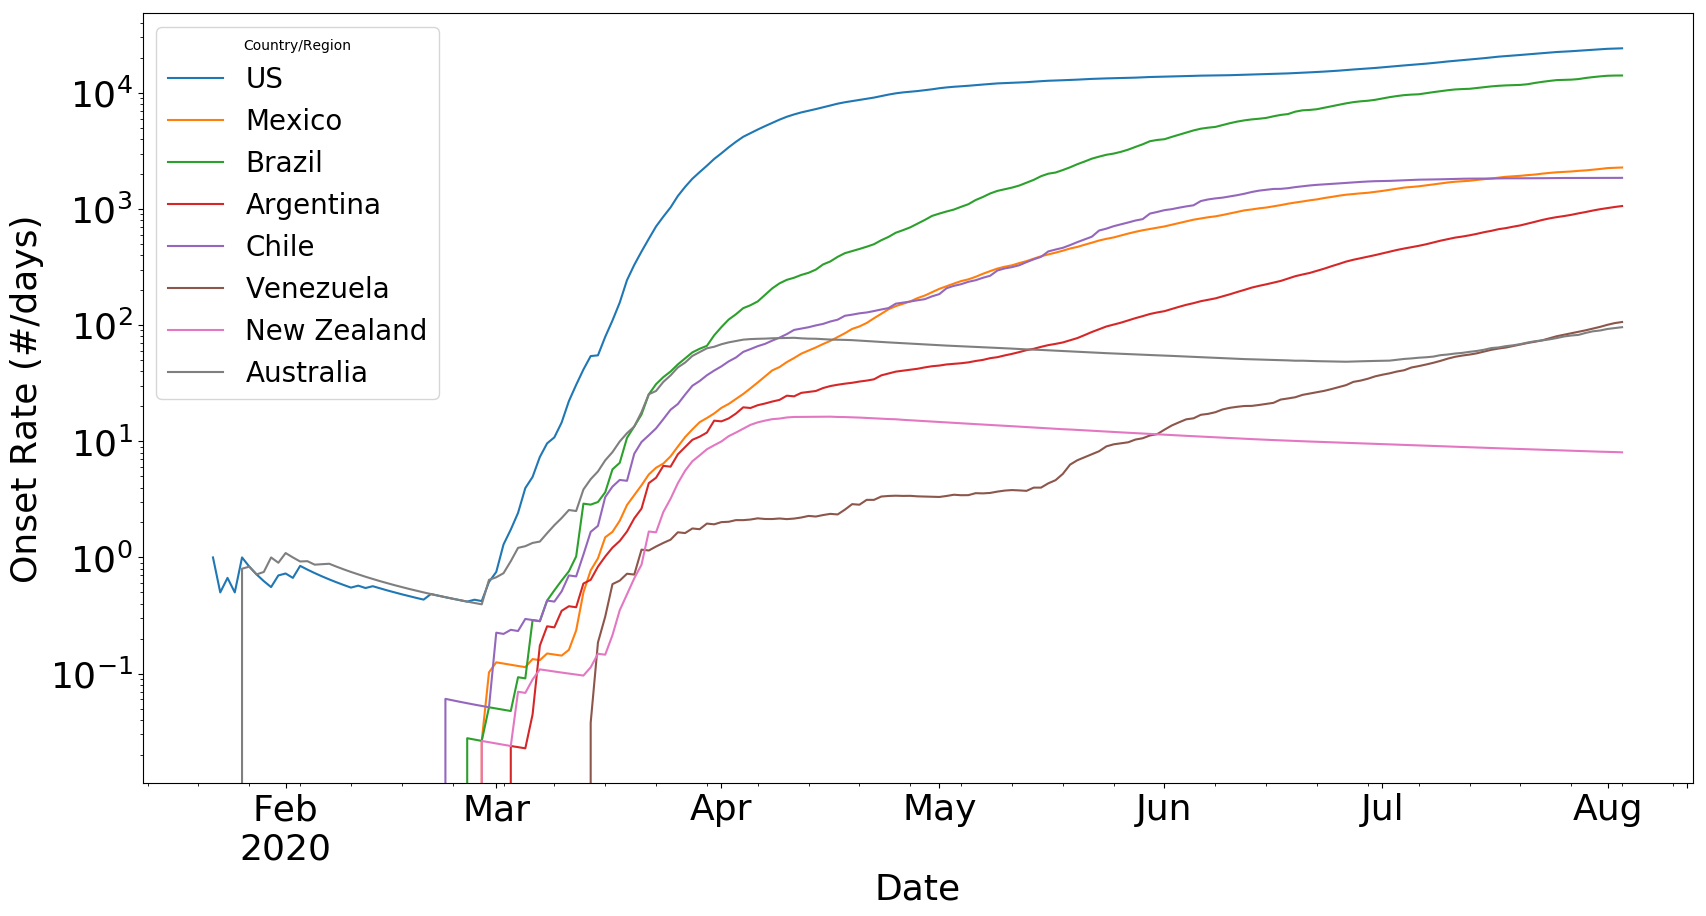 Country/Region
US
Mexico
Brazil
Argentina
Chile
Venezuela
New Zealand
Australia
Onset Rate (#/days)
10⁴
10³
10²
10¹
10⁰
10⁻¹
Feb Mar Apr May Jun Jul Aug
2020
Date